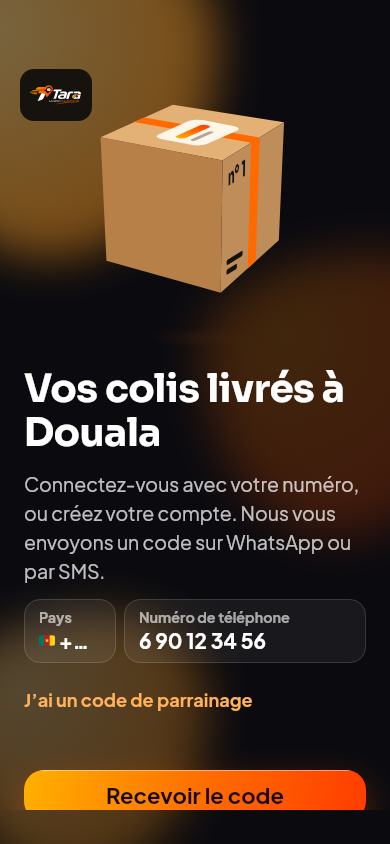 Tara
n°1
Vos colis livrés à
Douala
Connectez-vous avec votre numéro,
ou créez votre compte. Nous vous
envoyons un code sur WhatsApp ou
par SMS.
Pays
+...
Numéro de téléphone
6 90 12 34 56
J'ai un code de parrainage
Recevoir le code